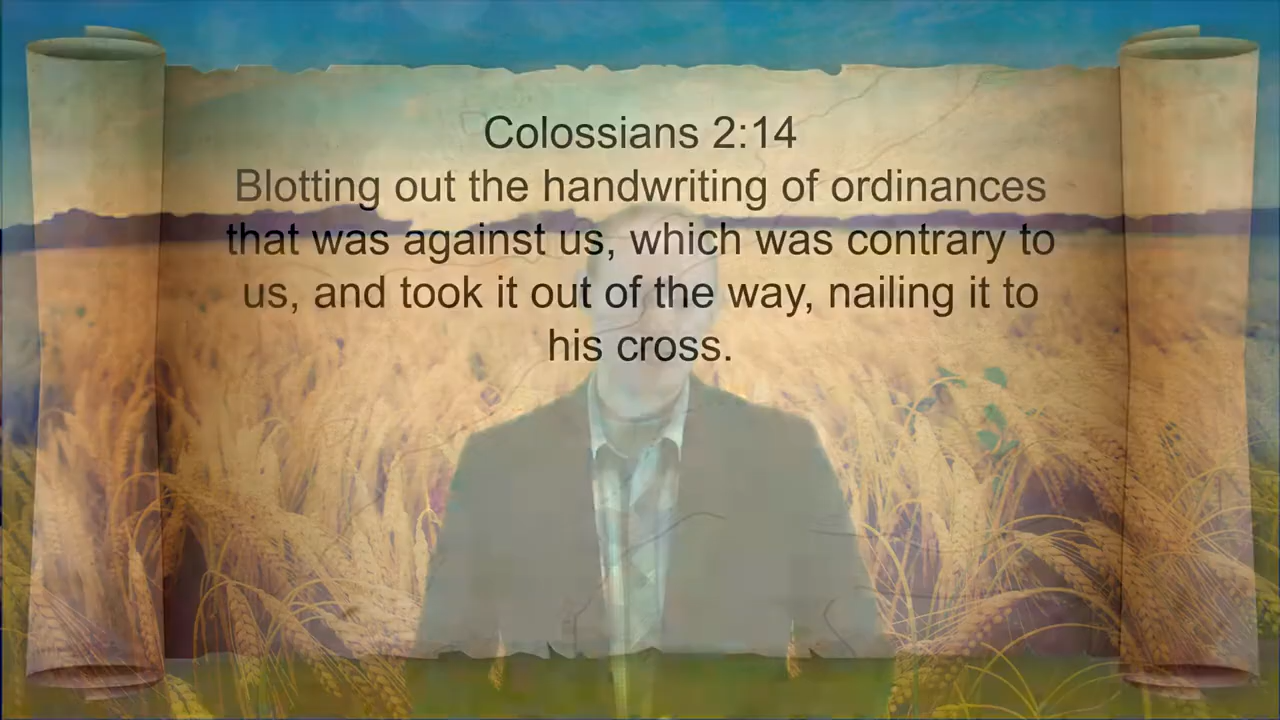 Colossians 2:14
Blotting out the handwriting of ordinances
that was against us, which was contrary to
us, and took it out of the way, nailing it to
his cross.